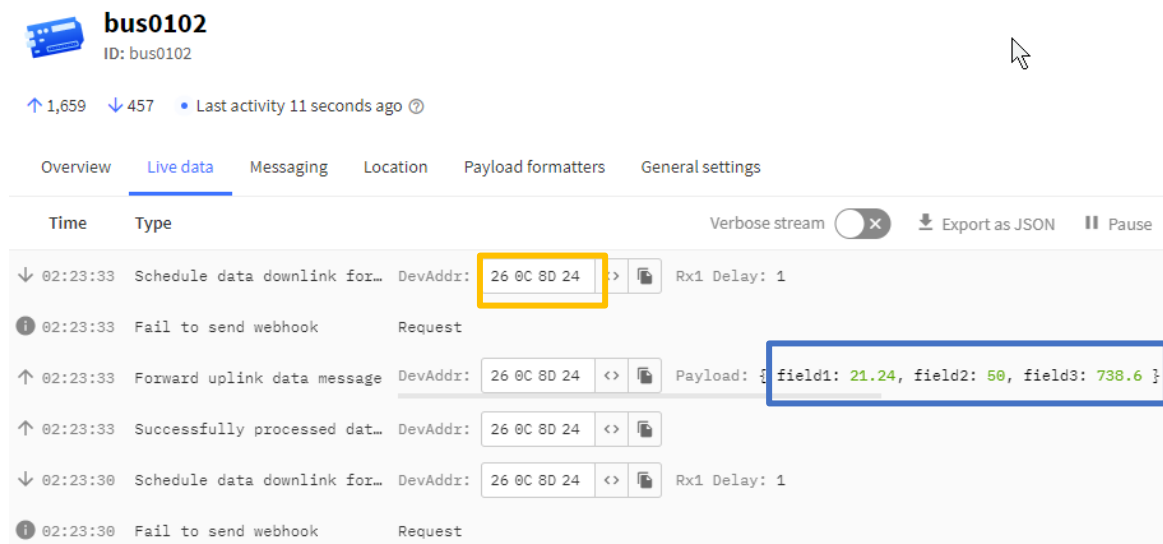 bus0102
ID: bus0102
1,659 457 • Last activity 11 seconds ago
Overview Live data Messaging Location Payload formatters General settings
Time Type Verbose stream Export as JSON Pause
02:23:33 Schedule data downlink for… DevAddr: 26 0C 8D 24 <> Rx1 Delay: 1
02:23:33 Fail to send webhook Request
02:23:33 Forward uplink data message DevAddr: 26 0C 8D 24 <> Payload: { field1: 21.24, field2: 50, field3: 738.6 }
02:23:33 Successfully processed dat… DevAddr: 26 0C 8D 24 <>
02:23:30 Schedule data downlink for… DevAddr: 26 0C 8D 24 <> Rx1 Delay: 1
02:23:30 Fail to send webhook Request